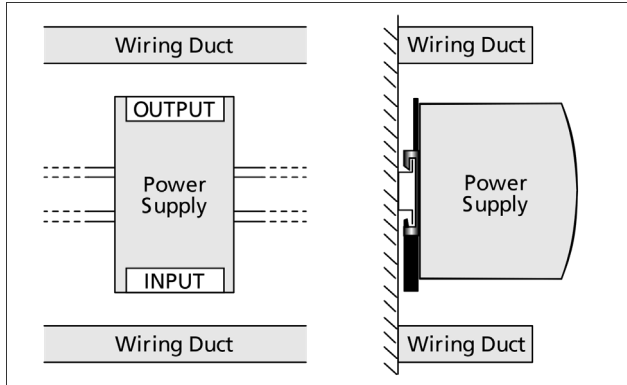 Wiring Duct
OUTPUT
Power
Supply
INPUT
Wiring Duct
Wiring Duct
Power
Supply
Wiring Duct